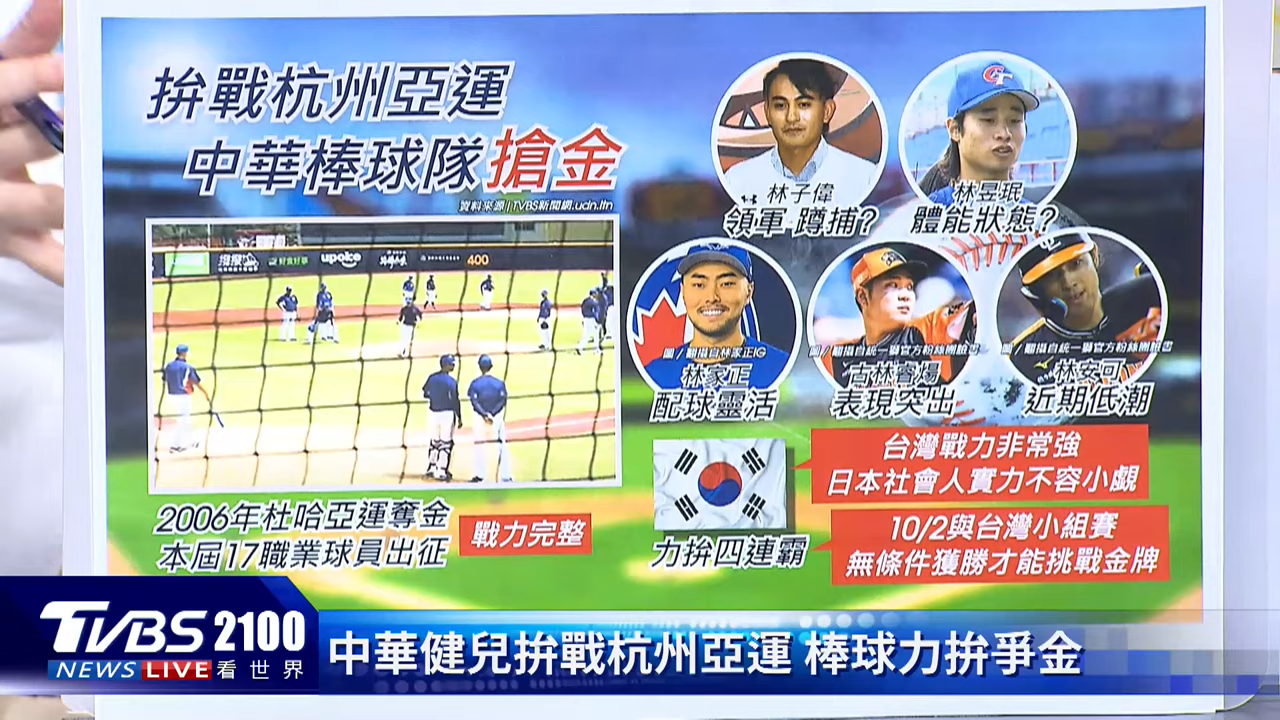 拚戰杭州亞運
中華棒球隊搶金
資料來源|TVBS新聞網.udn.ltn
upoke
400
2006年杜哈亞運奪金
本屆17職業球員出征
戰力完整
林子偉
領軍 蹲捕?
CT
林昱珉
體能狀態?
圖/翻攝自林家正IG
林家正
配球靈活
圖/翻攝自統一獅官方粉絲團臉書
古林睿煬
表現突出
圖/翻攝自統一獅官方粉絲團臉書
林安可
近期低潮
力拚四連霸
台灣戰力非常強
日本社會人實力不容小覷
10/2與台灣小組賽
無條件獲勝才能挑戰金牌
TVBS 2100
NEWS LIVE 看世界
中華健兒拚戰杭州亞運 棒球力拚爭金